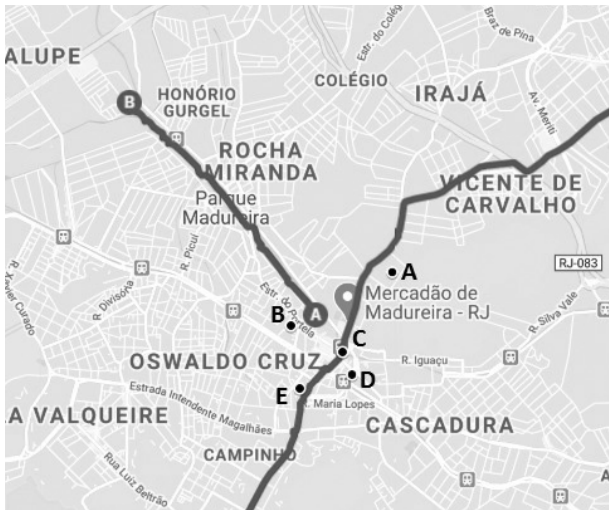 ALUPE
B
HONÓRIO
GURGEL
COLÉGIO
Estr. do Colég
Braz de Pina
IRAJÁ
Av. Meriti
ROCHA
MIRANDA
Parque
Madureira
VICENTE DE
CARVALHO
R. Picuí
R. Xavier Curado
R. Divisória
Estr. do Portela
A
RJ-083
Mercadão de
Madureira - RJ
R. Silva Vale
A
B
C
OSWALDO CRUZ
R. Iguaçu
D
E
Estrada Intendente Magalhães
R. Maria Lopes
A VALQUEIRE
CASCADURA
CAMPINHO
Rua Luiz Beltrão
A